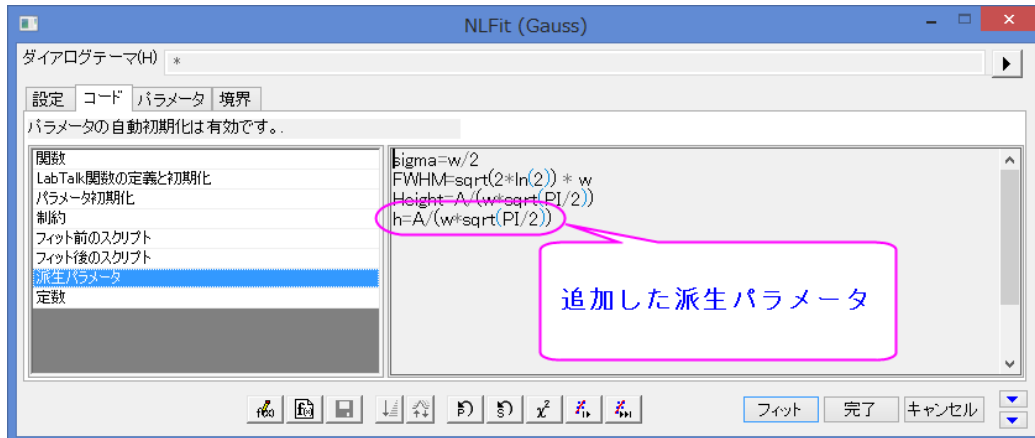 NLFit (Gauss)
ダイアログテーマ(H) *
設定 コード パラメータ 境界
パラメータの自動初期化は有効です。.
関数
LabTalk関数の定義と初期化
パラメータ初期化
制約
フィット前のスクリプト
フィット後のスクリプト
派生パラメータ
定数
sigma=w/2
FWHM=sqrt(2*ln(2)) * w
Height=A/(w*sqrt(PI/2))
h=A/(w*sqrt(PI/2))
追加した派生パラメータ
フィット 完了 キャンセル